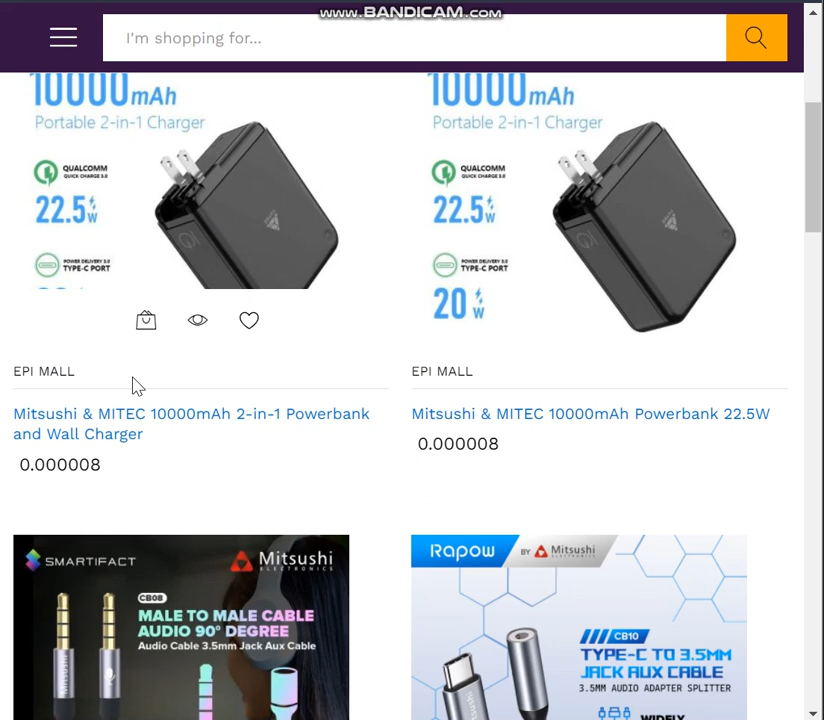 www.BANDICAM.com
I'm shopping for...
10000mAh
Portable 2-in-1 Charger
QUALCOMM
QUICK CHARGE 3.0
22.5W
POWER DELIVERY 3.0
TYPE-C PORT
10000mAh
Portable 2-in-1 Charger
QUALCOMM
QUICK CHARGE 3.0
22.5W
POWER DELIVERY 3.0
TYPE-C PORT
20W
EPI MALL
Mitsushi & MITEC 10000mAh 2-in-1 Powerbank
and Wall Charger
0.000008
EPI MALL
Mitsushi & MITEC 10000mAh Powerbank 22.5W
0.000008
SMARTIFACT
Mitsushi
ELECTRONICS
CB08
MALE TO MALE CABLE
AUDIO 90° DEGREE
Audio Cable 3.5mm Jack Aux Cable
Rapow BY Mitsushi
ELECTRONICS
CB10
TYPE-C TO 3.5MM
JACK AUX CABLE
3.5MM AUDIO ADAPTER SPLITTER
WIDELY